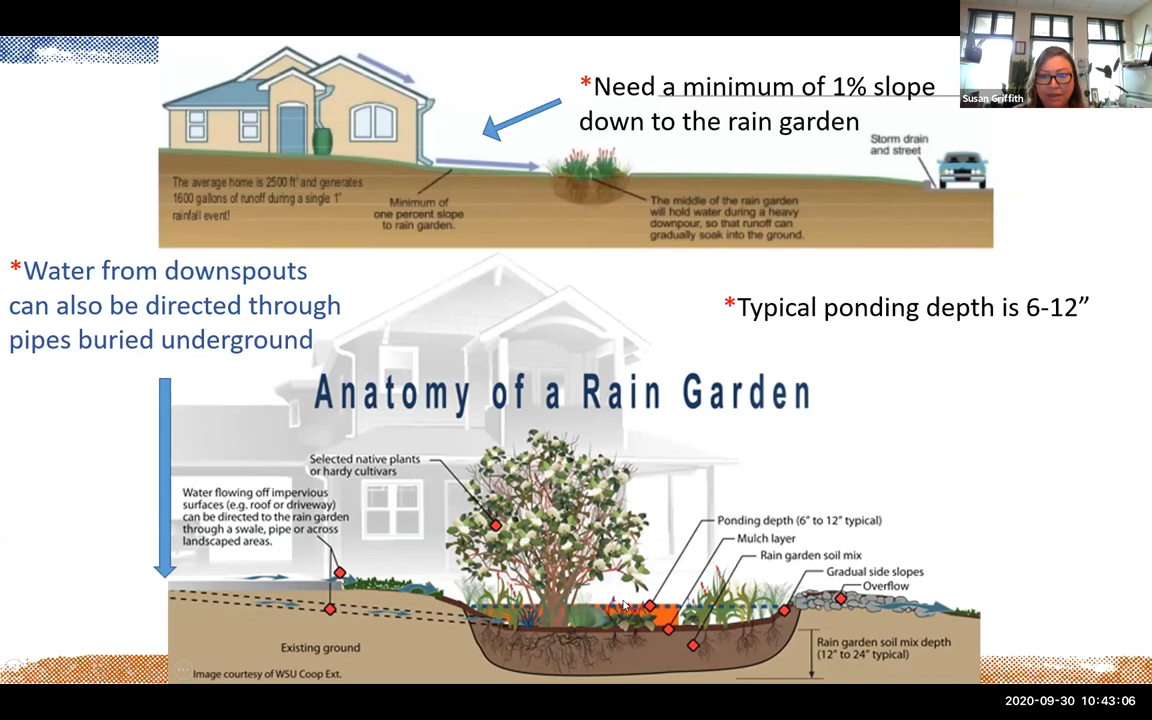 *Need a minimum of 1% slope
down to the rain garden
Susan Griffith
Storm drain
and street
The average home is 2500 ft² and generates
1600 gallons of runoff during a single 1"
rainfall event!
Minimum of
one percent slope
to rain garden.
The middle of the rain garden
will hold water during a heavy
downpour, so that runoff can
gradually soak into the ground.
*Water from downspouts
can also be directed through
pipes buried underground
*Typical ponding depth is 6-12”
Anatomy of a Rain Garden
Selected native plants
or hardy cultivars
Water flowing off impervious
surfaces (e.g. roof or driveway)
can be directed to the rain garden
through a swale, pipe or across
landscaped areas.
Ponding depth (6" to 12" typical)
Mulch layer
Rain garden soil mix
Gradual side slopes
Overflow
Existing ground
Rain garden soil mix depth
(12" to 24" typical)
Image courtesy of WSU Coop Ext.
2020-09-30 10:43:06